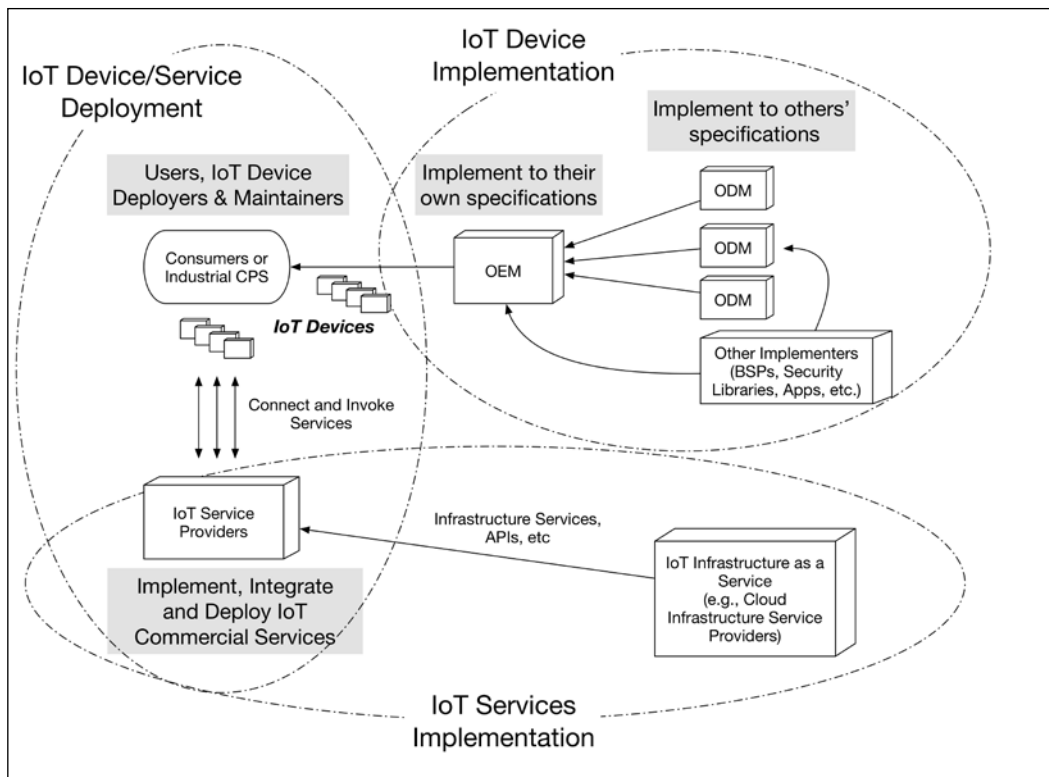 IoT Device
Implementation
IoT Device/Service
Deployment
Implement to others’
specifications
Users, IoT Device
Deployers & Maintainers
Implement to their
own specifications
ODM
Consumers or
Industrial CPS
OEM
ODM
ODM
IoT Devices
Other Implementers
(BSPs, Security
Libraries, Apps, etc.)
Connect and Invoke
Services
IoT Service
Providers
Infrastructure Services,
APIs, etc
IoT Infrastructure as a
Service
(e.g., Cloud
Infrastructure Service
Providers)
Implement, Integrate
and Deploy IoT
Commercial Services
IoT Services
Implementation